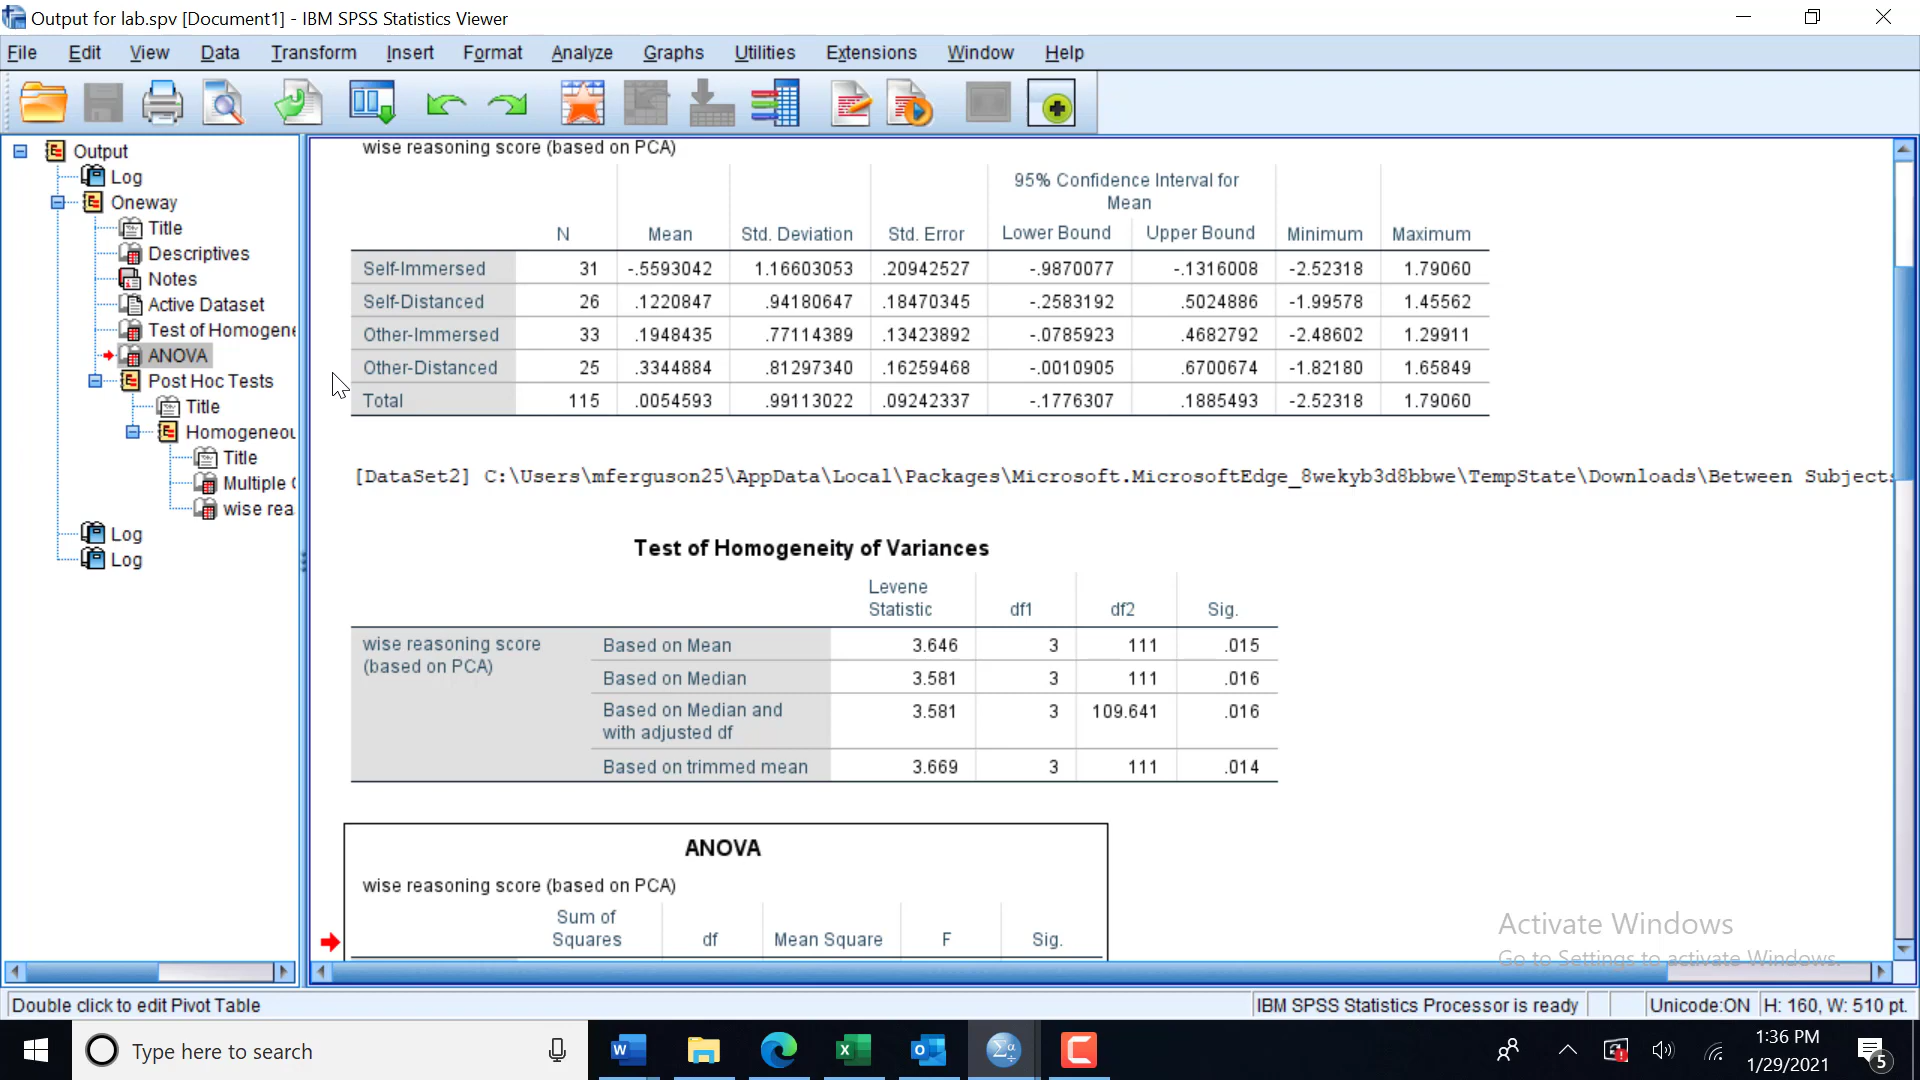 Output for lab.spv [Document1] - IBM SPSS Statistics Viewer
File Edit View Data Transform Insert Format Analyze Graphs Utilities Extensions Window Help
Output
Log
Oneway
Title
Descriptives
Notes
Active Dataset
Test of Homogene
ANOVA
Post Hoc Tests
Title
Homogeneou
Title
Multiple
wise rea
Log
Log
wise reasoning score (based on PCA)
95% Confidence Interval for
Mean
N Mean Std. Deviation Std. Error Lower Bound Upper Bound Minimum Maximum
Self-Immersed 31 -.5593042 1.16603053 .20942527 -.9870077 -.1316008 -2.52318 1.79060
Self-Distanced 26 .1220847 .94180647 .18470345 -.2583192 .5024886 -1.99578 1.45562
Other-Immersed 33 .1948435 .77114389 .13423892 -.0785923 .4682792 -2.48602 1.29911
Other-Distanced 25 .3344884 .81297340 .16259468 -.0010905 .6700674 -1.82180 1.65849
Total 115 .0054593 .99113022 .09242337 -.1776307 .1885493 -2.52318 1.79060
[DataSet2] C:\Users\mferguson25\AppData\Local\Packages\Microsoft.MicrosoftEdge_8wekyb3d8bbwe\TempState\Downloads\Between Subjects
Test of Homogeneity of Variances
Levene
Statistic df1 df2 Sig.
wise reasoning score
(based on PCA)
Based on Mean 3.646 3 111 .015
Based on Median 3.581 3 111 .016
Based on Median and
with adjusted df 3.581 3 109.641 .016
Based on trimmed mean 3.669 3 111 .014
ANOVA
wise reasoning score (based on PCA)
Sum of
Squares df Mean Square F Sig.
Activate Windows
Go to Settings to activate Windows.
Double click to edit Pivot Table
IBM SPSS Statistics Processor is ready Unicode:ON H: 160, W: 510 pt.
Type here to search
1:36 PM
1/29/2021
5